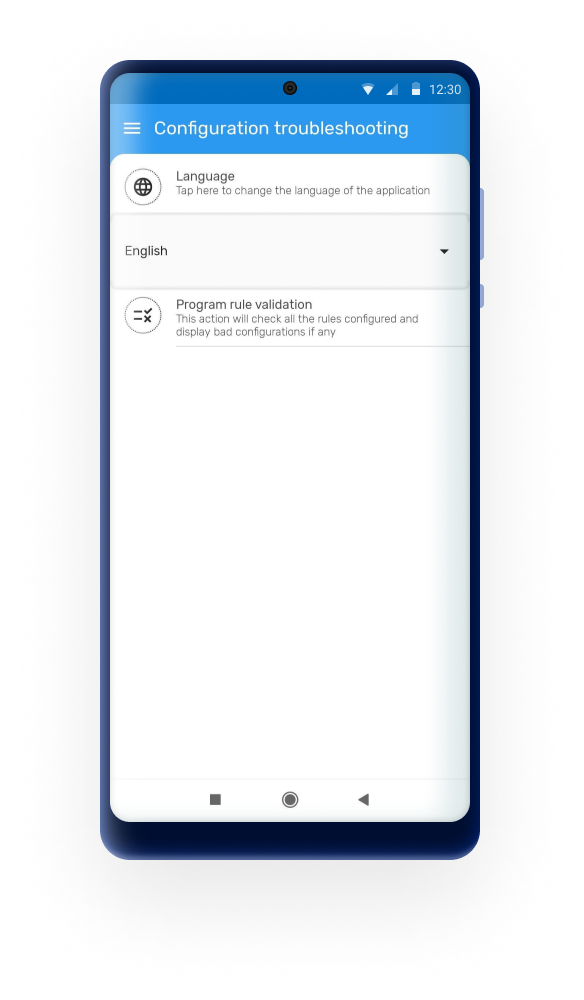 12:30
Configuration troubleshooting
Language
Tap here to change the language of the application
English
Program rule validation
This action will check all the rules configured and
display bad configurations if any